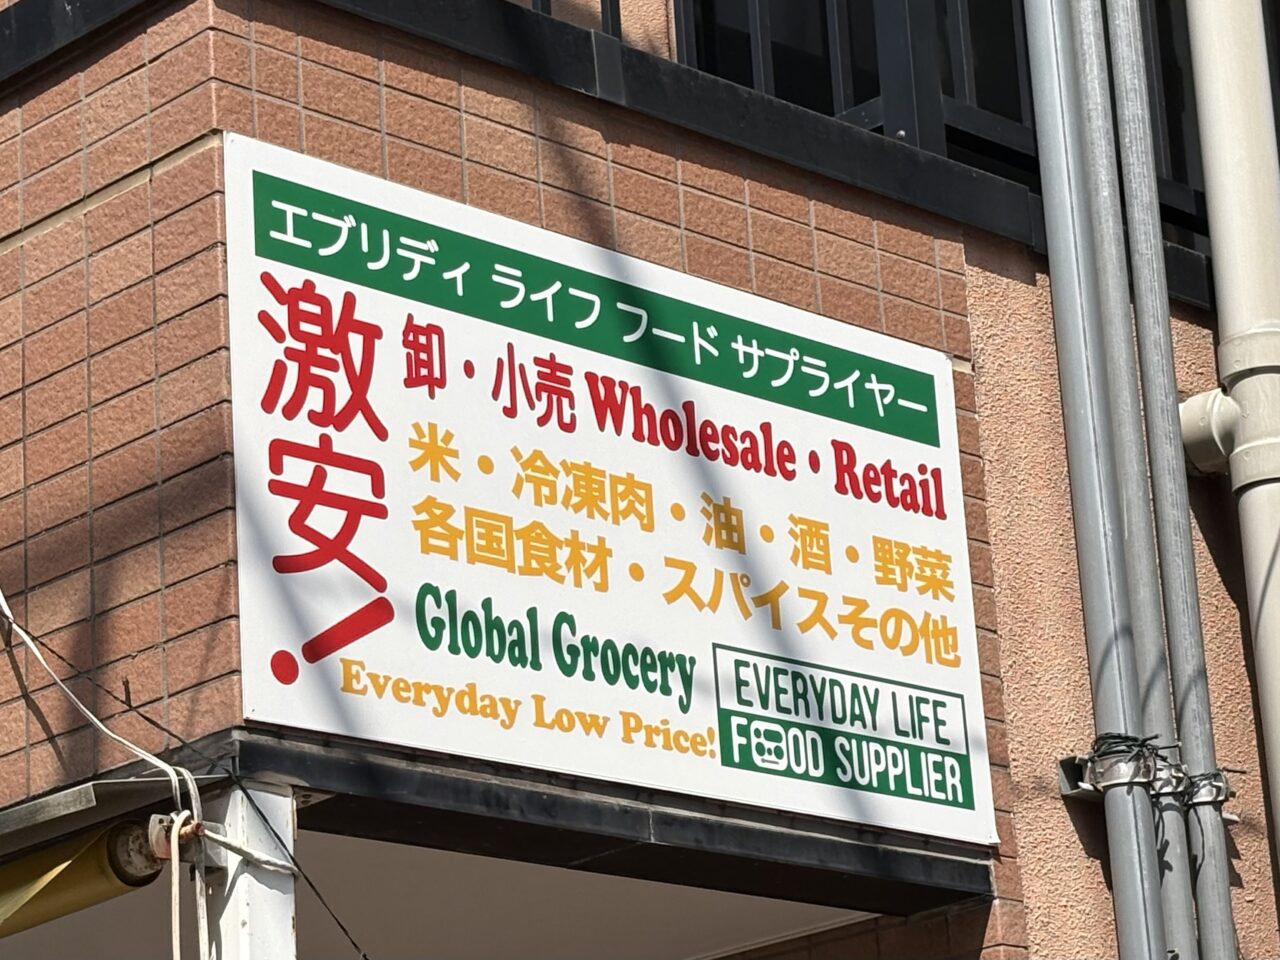 エブリディ ライフ フード サプライヤー
激安!
卸・小売 Wholesale・Retail
米・冷凍肉・油・酒・野菜
各国食材・スパイスその他
Global Grocery
Everyday Low Price!
EVERYDAY LIFE
FOOD SUPPLIER